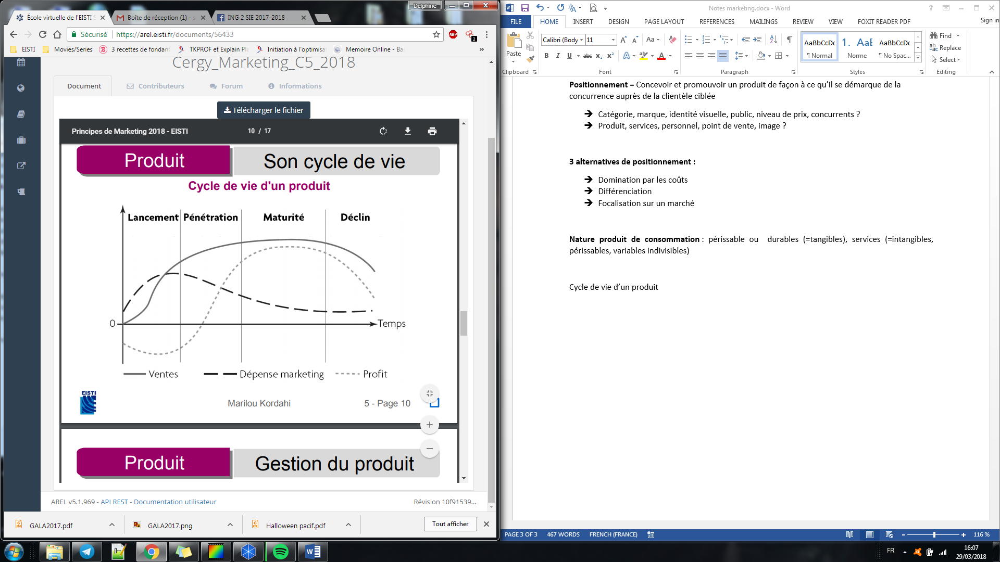 Delphine
École virtuelle de l'EISTI
Boîte de réception (1) -
ING 2 SIE 2017-2018
Sécurisé
https://arel.eisti.fr/documents/56433
ABP
2
EISTI
Movies/Series
3 recettes de fondant
TKPROF et Explain Pl
Initiation à l'optimisat
Memoire Online - Bas
»
Cergy_Marketing_C5_2018
Document
Contributeurs
Forum
Informations
Télécharger le fichier
Principes de Marketing 2018 - EISTI
10 / 17
Produit
Son cycle de vie
Cycle de vie d'un produit
Lancement
Pénétration
Maturité
Déclin
0
Temps
Ventes
Dépense marketing
Profit
EISTI
Marilou Kordahi
5 - Page 10
Produit
Gestion du produit
AREL v5.1.969 - API REST - Documentation utilisateur
Révision 10f91539...
GALA2017.pdf
GALA2017.png
Halloween pacif.pdf
Tout afficher
Notes marketing.docx - Word
FILE
HOME
INSERT
DESIGN
PAGE LAYOUT
REFERENCES
MAILINGS
REVIEW
VIEW
FOXIT READER PDF
Sign in
Paste
Calibri (Body
11
Clipboard
Font
Paragraph
AaBbCcDc
¶ Normal
1. AaB
Norme
AaBbCcDc
¶ No Spac...
Styles
Find
Replace
Select
Editing
Positionnement = Concevoir et promouvoir un produit de façon à ce qu’il se démarque de la
concurrence auprès de la clientèle ciblée
➔ Catégorie, marque, identité visuelle, public, niveau de prix, concurrents ?
➔ Produit, services, personnel, point de vente, image ?
3 alternatives de positionnement :
➔ Domination par les coûts
➔ Différenciation
➔ Focalisation sur un marché
Nature produit de consommation : périssable ou durables (=tangibles), services (=intangibles,
périssables, variables indivisibles)
Cycle de vie d’un produit
PAGE 3 OF 3
467 WORDS
FRENCH (FRANCE)
116 %
FR
16:07
29/03/2018